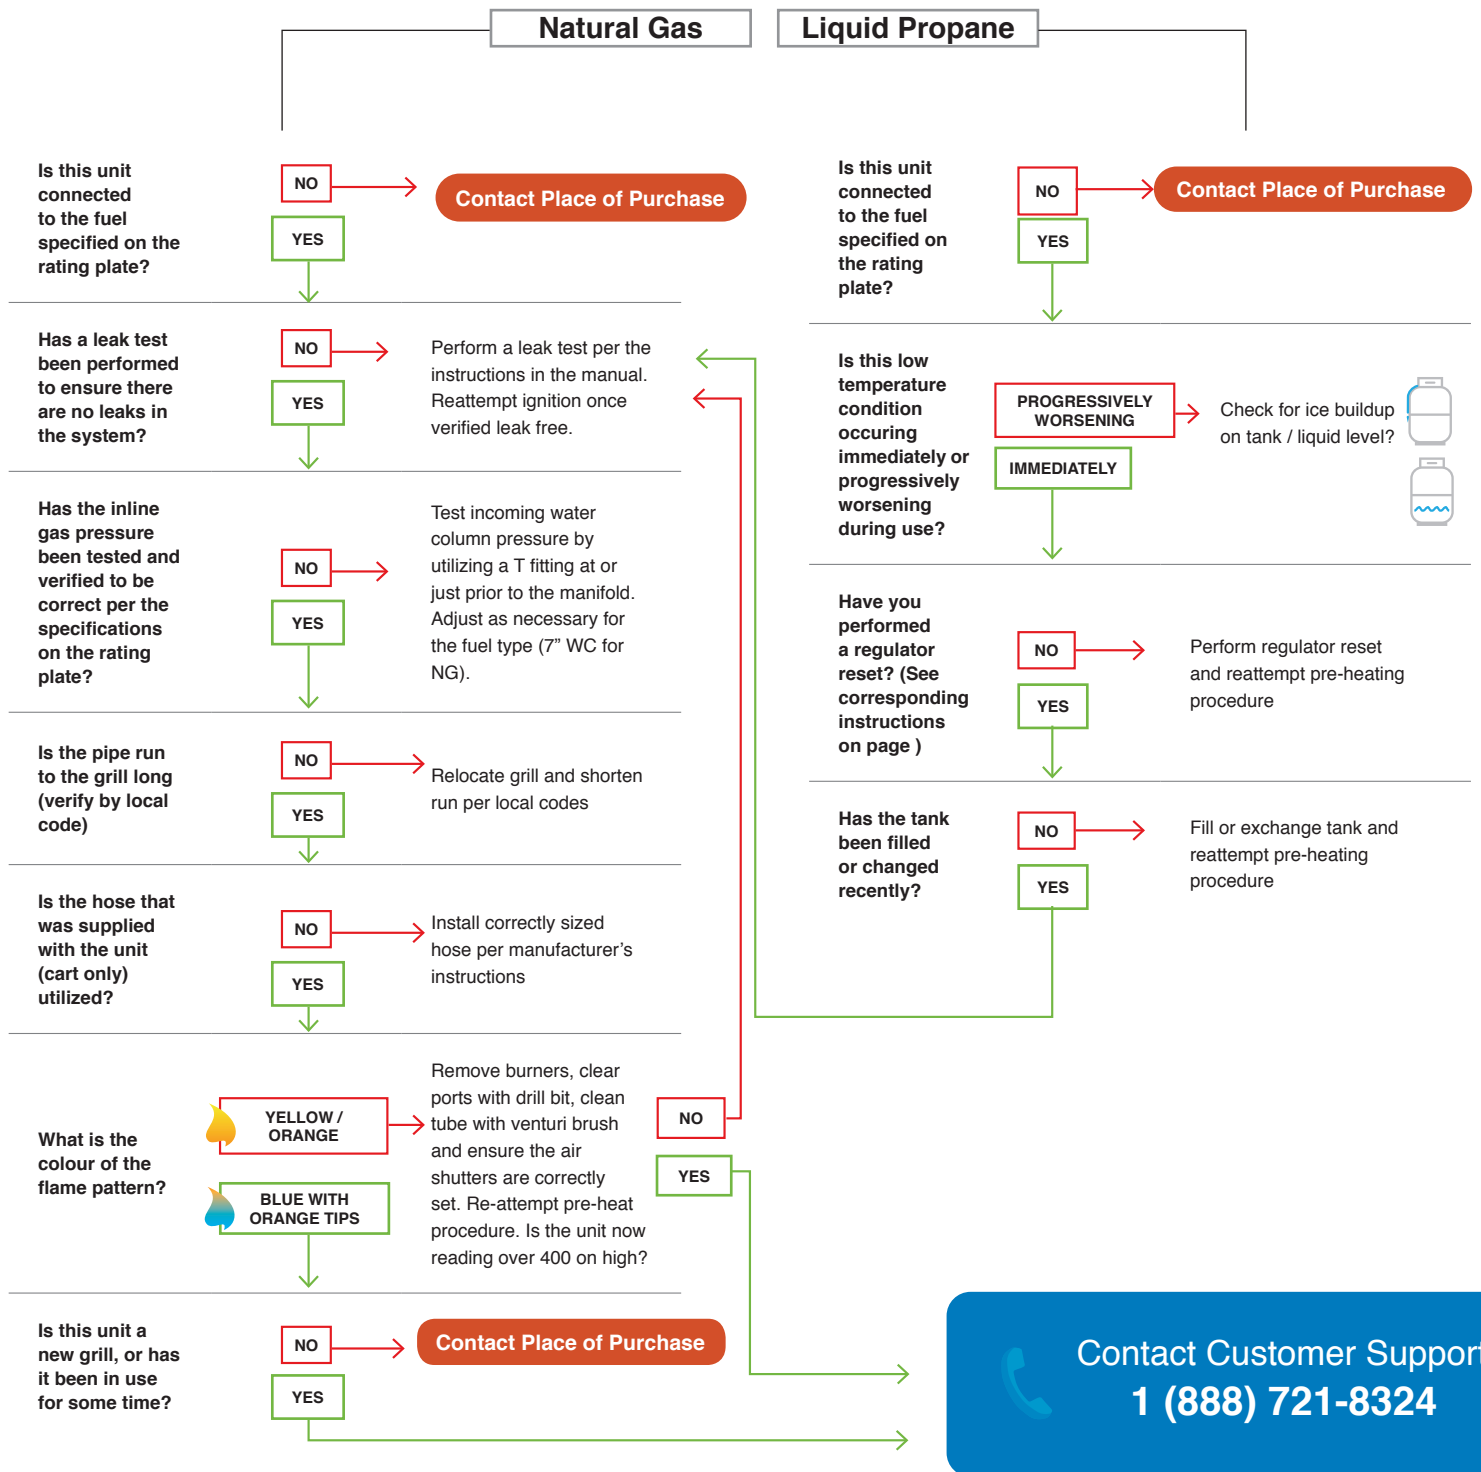 Natural Gas
Liquid Propane
Is this unit
connected
to the fuel
specified on the
rating plate?
NO
YES
Contact Place of Purchase
Has a leak test
been performed
to ensure there
are no leaks in
the system?
NO
YES
Perform a leak test per the
instructions in the manual.
Reattempt ignition once
verified leak free.
Has the inline
gas pressure
been tested and
verified to be
correct per the
specifications
on the rating
plate?
NO
YES
Test incoming water
column pressure by
utilizing a T fitting at or
just prior to the manifold.
Adjust as necessary for
the fuel type (7” WC for
NG).
Is the pipe run
to the grill long
(verify by local
code)
NO
YES
Relocate grill and shorten
run per local codes
Is the hose that
was supplied
with the unit
(cart only)
utilized?
NO
YES
Install correctly sized
hose per manufacturer’s
instructions
What is the
colour of the
flame pattern?
YELLOW /
ORANGE
BLUE WITH
ORANGE TIPS
Remove burners, clear
ports with drill bit, clean
tube with venturi brush
and ensure the air
shutters are correctly
set. Re-attempt pre-heat
procedure. Is the unit now
reading over 400 on high?
NO
YES
Is this unit a
new grill, or has
it been in use
for some time?
NO
YES
Contact Place of Purchase
Is this unit
connected
to the fuel
specified on
the rating
plate?
NO
YES
Contact Place of Purchase
Is this low
temperature
condition
occuring
immediately or
progressively
worsening
during use?
PROGRESSIVELY
WORSENING
IMMEDIATELY
Check for ice buildup
on tank / liquid level?
Have you
performed
a regulator
reset? (See
corresponding
instructions
on page )
NO
YES
Perform regulator reset
and reattempt pre-heating
procedure
Has the tank
been filled
or changed
recently?
NO
YES
Fill or exchange tank and
reattempt pre-heating
procedure
Contact Customer Support
1 (888) 721-8324